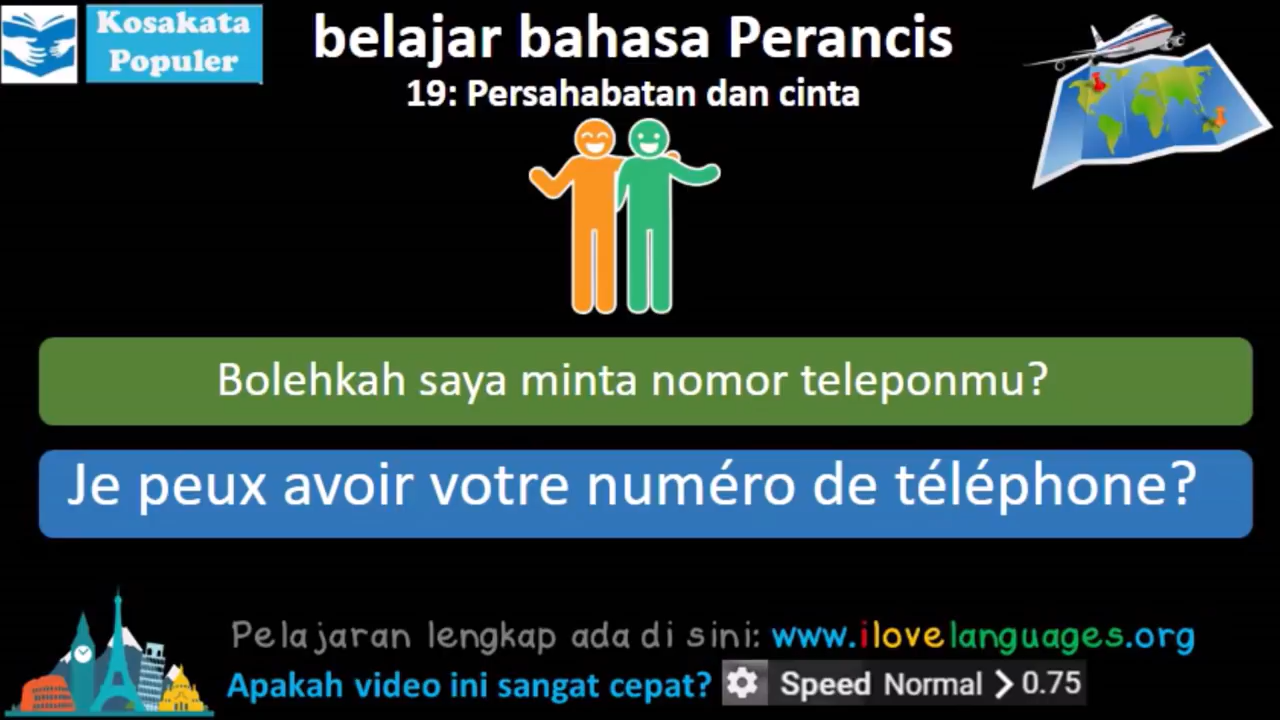 Kosakata
Populer
belajar bahasa Perancis
19: Persahabatan dan cinta
Bolehkah saya minta nomor teleponmu?
Je peux avoir votre numéro de téléphone?
Pelajaran lengkap ada di sini: www.ilovelanguages.org
Apakah video ini sangat cepat? Speed Normal > 0.75